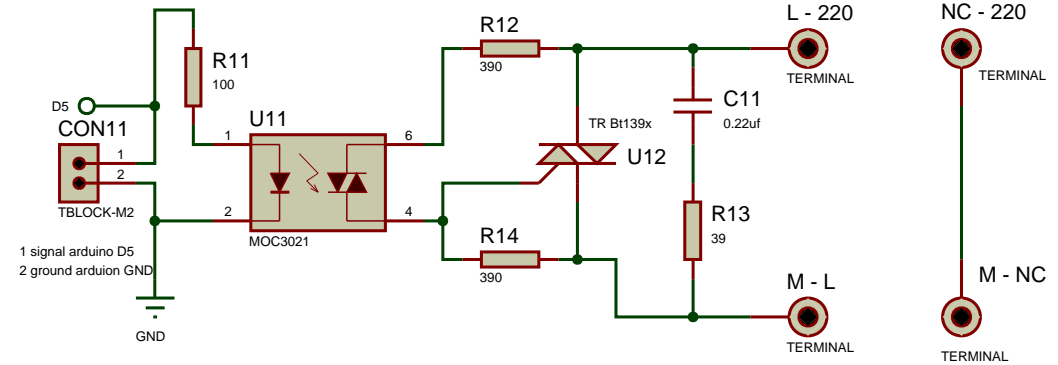 L - 220
NC - 220
R12
390
TERMINAL
TERMINAL
R11
100
D5
CON11
1
2
TBLOCK-M2
U11
1
6
2
4
MOC3021
TR Bt139x
U12
C11
0.22uf
R13
39
R14
390
1 signal arduino D5
2 ground arduion GND
GND
M - L
TERMINAL
M - NC
TERMINAL